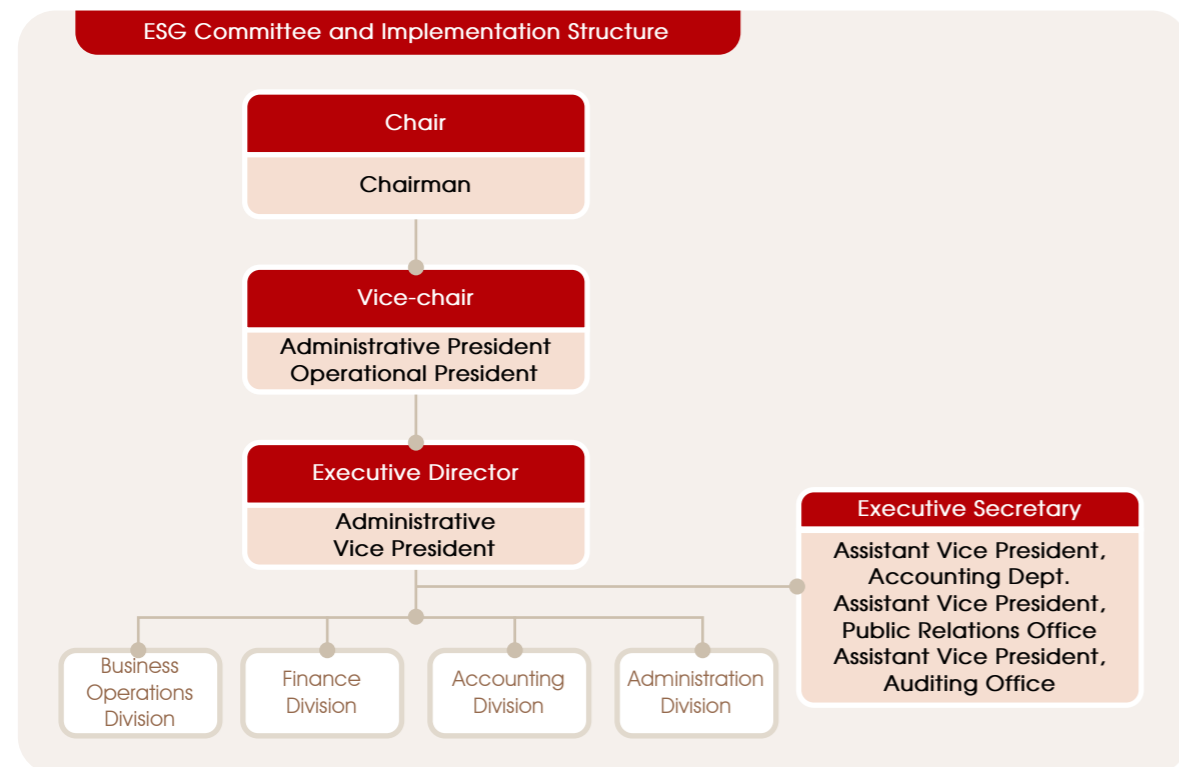 ESG Committee and Implementation Structure
Chair
Chairman
Vice-chair
Administrative President
Operational President
Executive Director
Administrative
Vice President
Executive Secretary
Assistant Vice President,
Accounting Dept.
Assistant Vice President,
Public Relations Office
Assistant Vice President,
Auditing Office
Business
Operations
Division
Finance
Division
Accounting
Division
Administration
Division